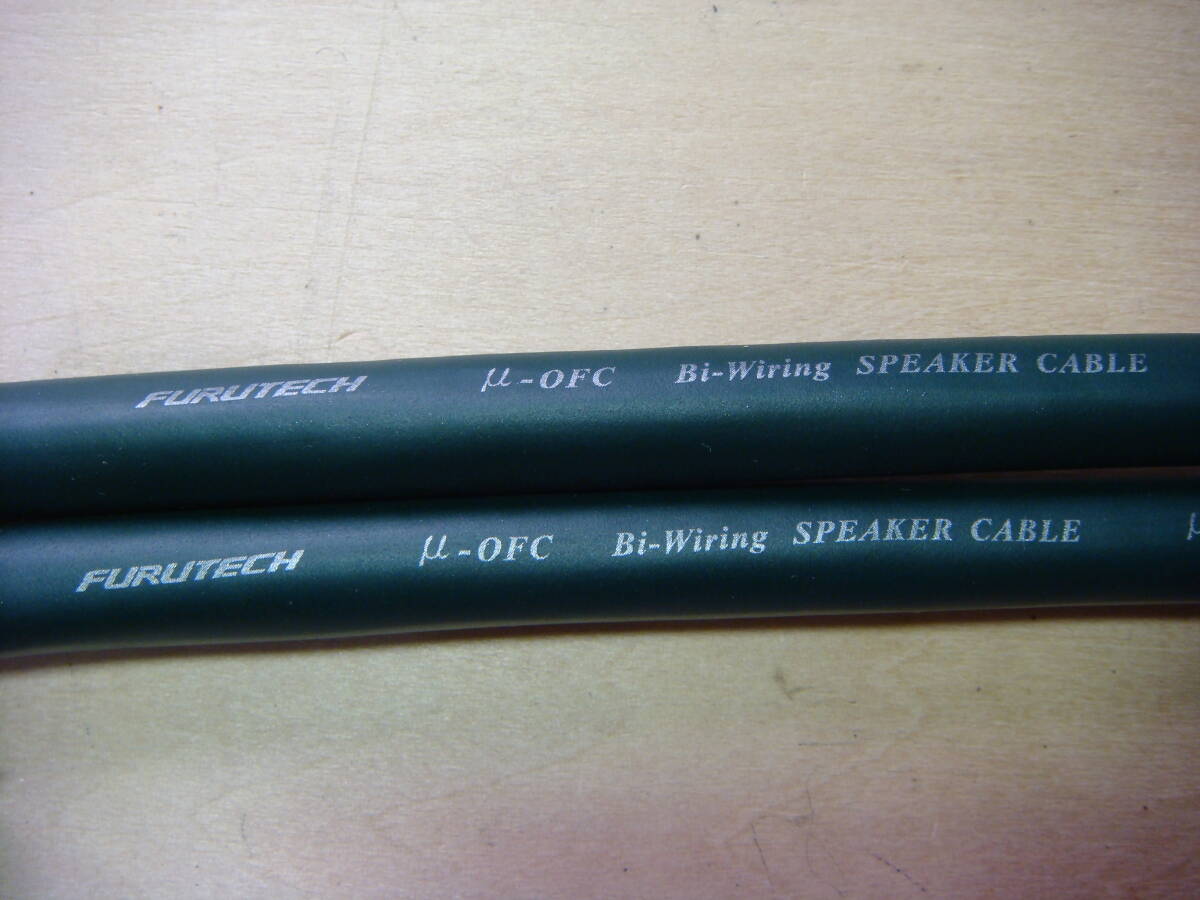 FURUTECH μ-OFC Bi-Wiring SPEAKER CABLE
FURUTECH μ-OFC Bi-Wiring SPEAKER CABLE μ